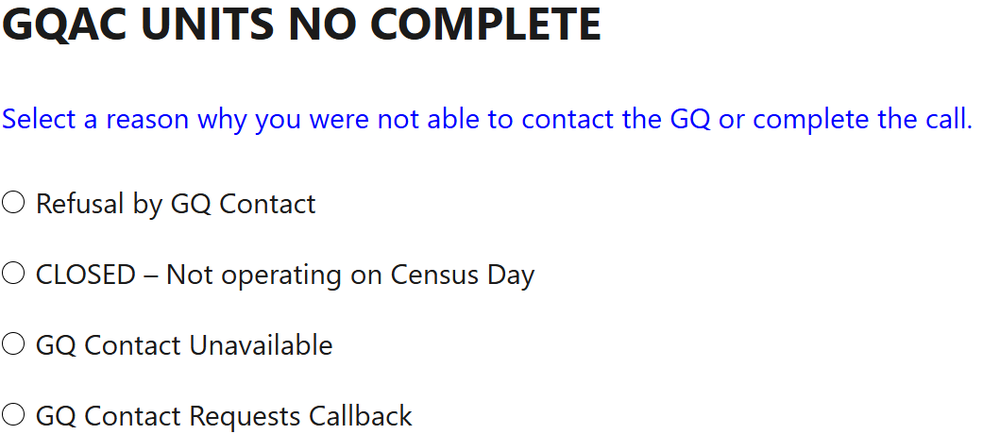 GQAC UNITS NO COMPLETE
Select a reason why you were not able to contact the GQ or complete the call.
Refusal by GQ Contact
CLOSED – Not operating on Census Day
GQ Contact Unavailable
GQ Contact Requests Callback